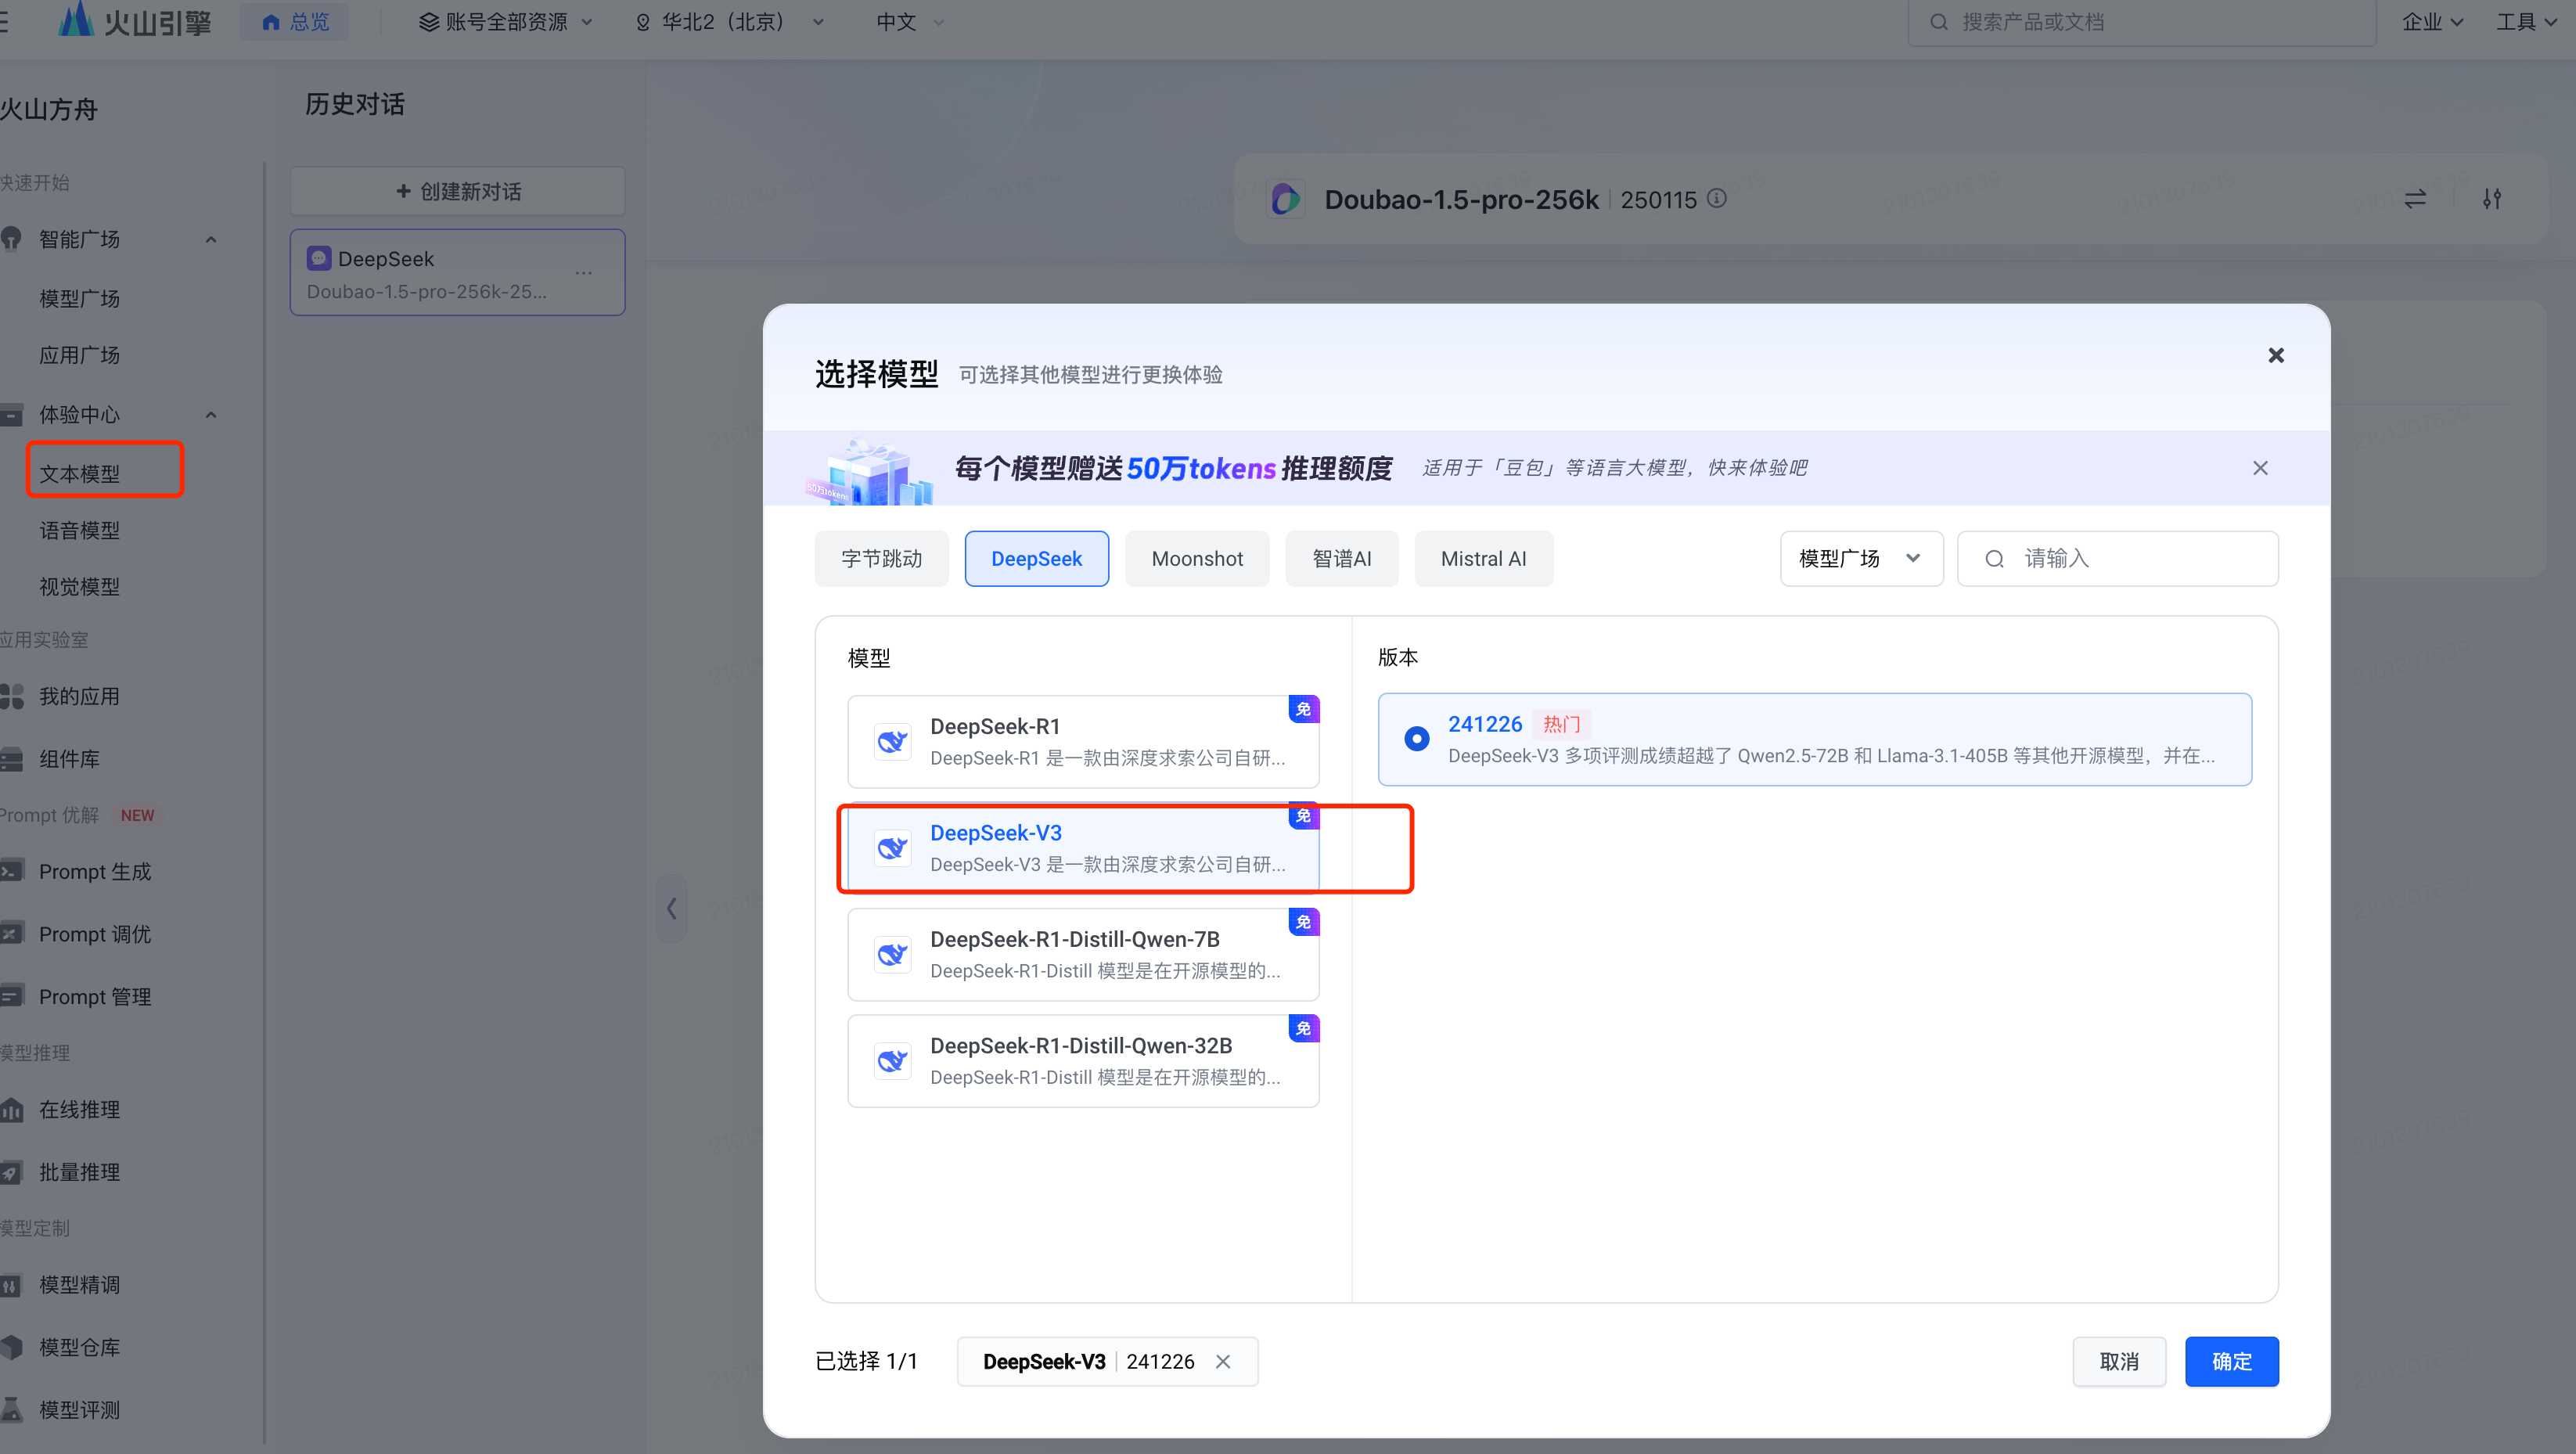 火山引擎
总览
账号全部资源
华北2（北京）
中文
搜索产品或文档
企业
工具
火山方舟
快速开始
智能广场
模型广场
应用广场
体验中心
文本模型
语音模型
视觉模型
应用实验室
我的应用
组件库
Prompt 优解 NEW
Prompt 生成
Prompt 调优
Prompt 管理
模型推理
在线推理
批量推理
模型定制
模型精调
模型仓库
模型评测
历史对话
+ 创建新对话
DeepSeek
Doubao-1.5-pro-256k-25...
...
Doubao-1.5-pro-256k | 250115
选择模型 可选择其他模型进行更换体验
50万tokens
每个模型赠送50万tokens推理额度 适用于「豆包」等语言大模型，快来体验吧
字节跳动
DeepSeek
Moonshot
智谱AI
Mistral AI
模型广场
请输入
模型
DeepSeek-R1
免
DeepSeek-R1 是一款由深度求索公司自研...
DeepSeek-V3
免
DeepSeek-V3 是一款由深度求索公司自研...
DeepSeek-R1-Distill-Qwen-7B
免
DeepSeek-R1-Distill 模型是在开源模型的...
DeepSeek-R1-Distill-Qwen-32B
免
DeepSeek-R1-Distill 模型是在开源模型的...
版本
241226 热门
DeepSeek-V3 多项评测成绩超越了 Qwen2.5-72B 和 Llama-3.1-405B 等其他开源模型，并在...
已选择 1/1
DeepSeek-V3 | 241226
取消
确定